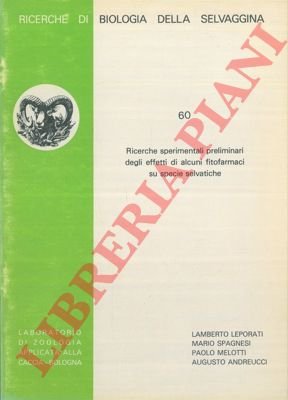 RICERCHE DI BIOLOGIA DELLA SELVAGGINA
60
Ricerche sperimentali preliminari
degli effetti di alcuni fitofarmaci
su specie selvatiche
LABORATORIO
DI ZOOLOGIA
APPLICATA ALLA
CACCIA - BOLOGNA
LAMBERTO LEPORATI
MARIO SPAGNESI
PAOLO MELOTTI
AUGUSTO ANDREUCCI
LIBRERIA PIANI